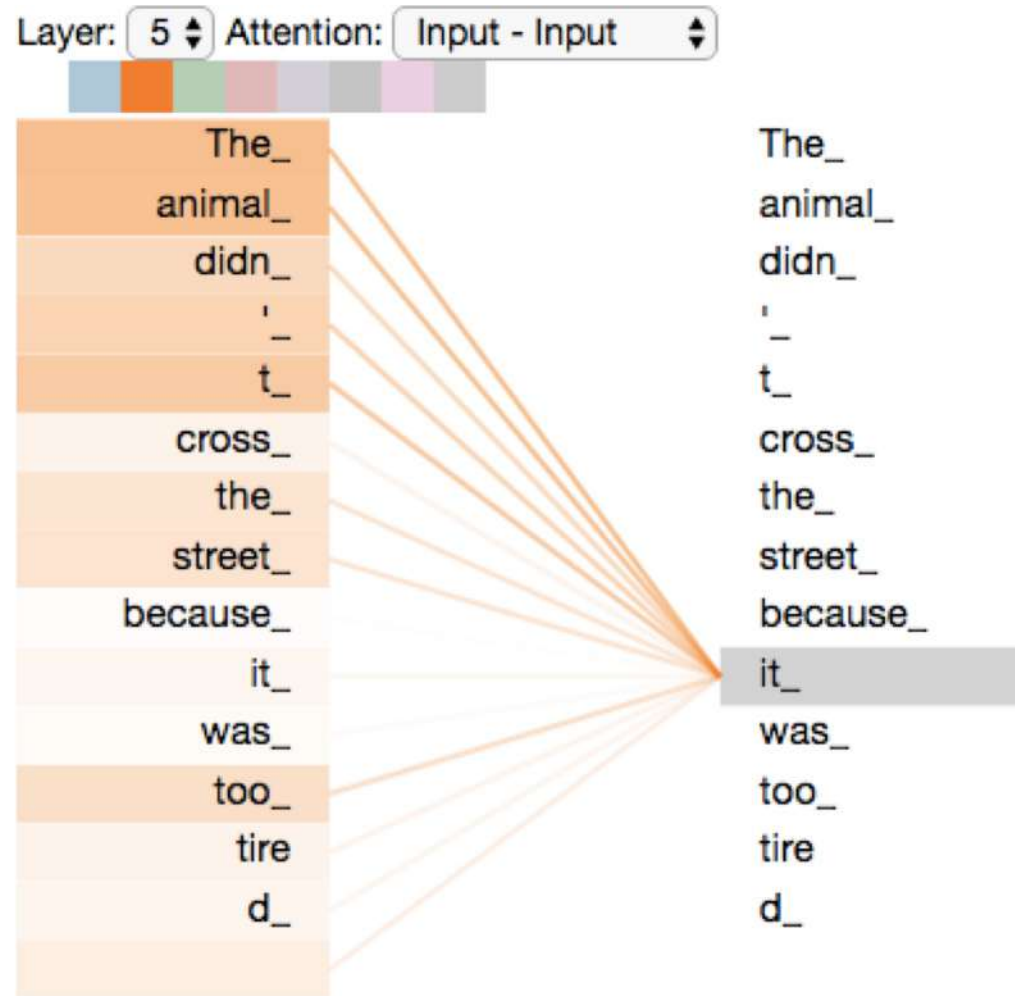 Layer: 5 Attention: Input - Input
The_ The_
animal_ animal_
didn_ didn_
'_ '_
t_ t_
cross_ cross_
the_ the_
street_ street_
because_ because_
it_ it_
was_ was_
too_ too_
tire tire
d_ d_